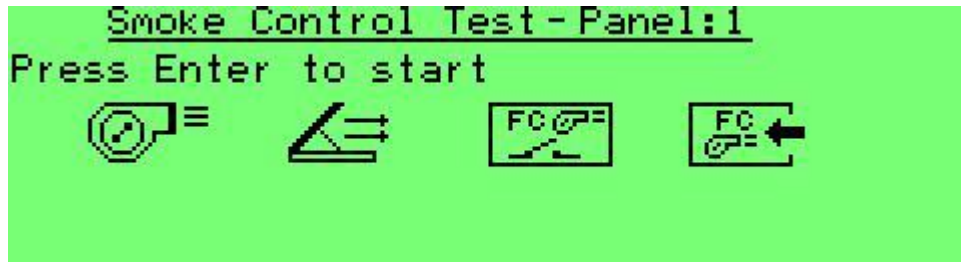 Smoke Control Test-Panel:1
Press Enter to start
FC FC